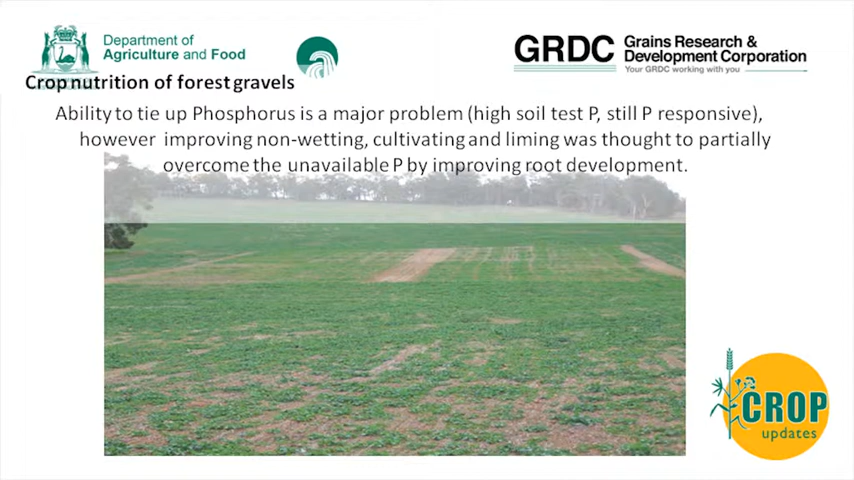 Department of
Agriculture and Food
GRDC
Grains Research &
Development Corporation
Your GRDC working with you
Crop nutrition of forest gravels
Ability to tie up Phosphorus is a major problem (high soil test P, still P responsive),
however improving non-wetting, cultivating and liming was thought to partially
overcome the unavailable P by improving root development.
CROP
updates